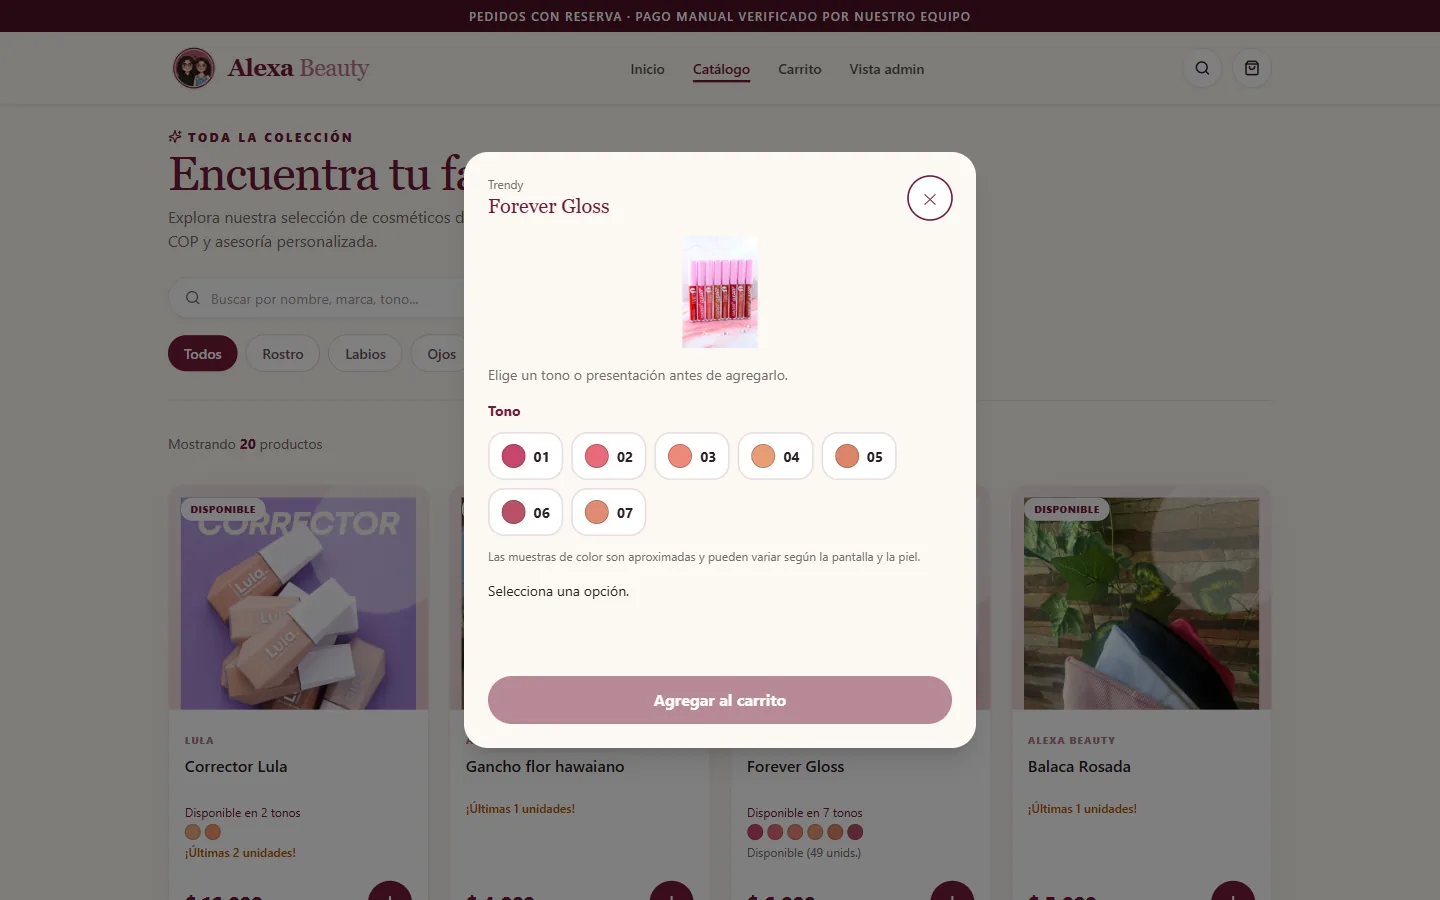 PEDIDOS CON RESERVA · PAGO MANUAL VERIFICADO POR NUESTRO EQUIPO
Alexa Beauty
Inicio
Catálogo
Carrito
Vista admin
TODA LA COLECCIÓN
Encuentra tu fa
Explora nuestra selección de cosméticos d
COP y asesoría personalizada.
Buscar por nombre, marca, tono...
Todos
Rostro
Labios
Ojos
Mostrando 20 productos
Trendy
Forever Gloss
Elige un tono o presentación antes de agregarlo.
Tono
01
02
03
04
05
06
07
Las muestras de color son aproximadas y pueden variar según la pantalla y la piel.
Selecciona una opción.
Agregar al carrito
DISPONIBLE
CORRECTOR
Lula.
Lula.
LULA
Corrector Lula
Disponible en 2 tonos
¡Últimas 2 unidades!
Gancho flor hawaiano
¡Últimas 1 unidades!
Forever Gloss
Disponible en 7 tonos
Disponible (49 unids.)
DISPONIBLE
ALEXA BEAUTY
Balaca Rosada
¡Últimas 1 unidades!